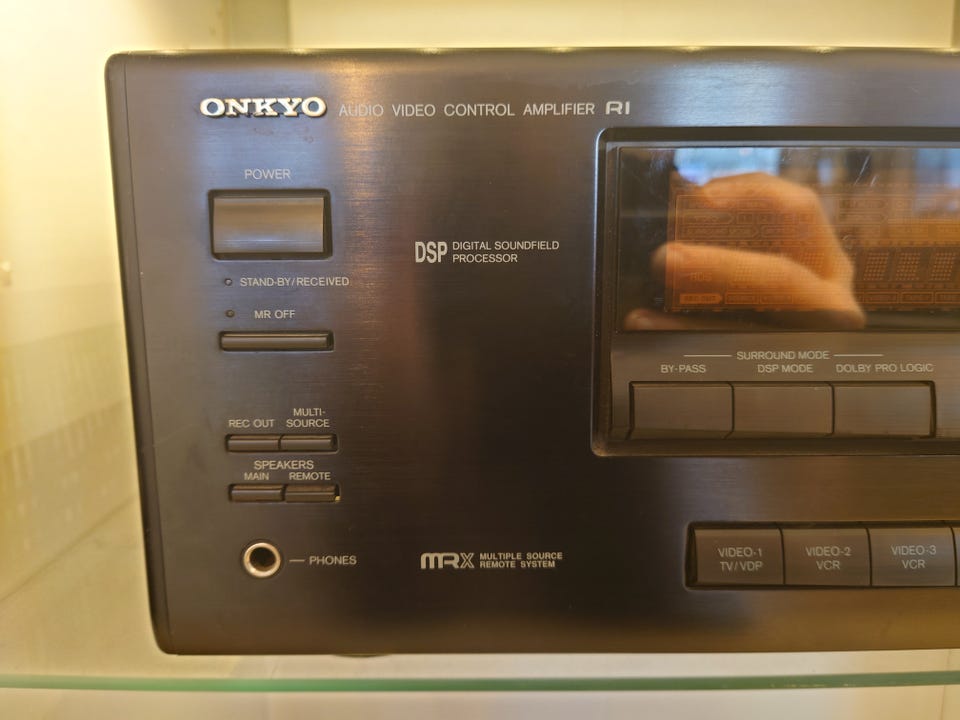 ONKYO AUDIO VIDEO CONTROL AMPLIFIER RI
POWER
DSP DIGITAL SOUNDFIELD
PROCESSOR
STAND-BY/RECEIVED
MR OFF
SURROUND MODE
BY-PASS DSP MODE DOLBY PRO LOGIC
MULTI-
REC OUT SOURCE
SPEAKERS
MAIN REMOTE
PHONES
MRX MULTIPLE SOURCE
REMOTE SYSTEM
VIDEO-1 VIDEO-2 VIDEO-3
TV/VDP VCR VCR